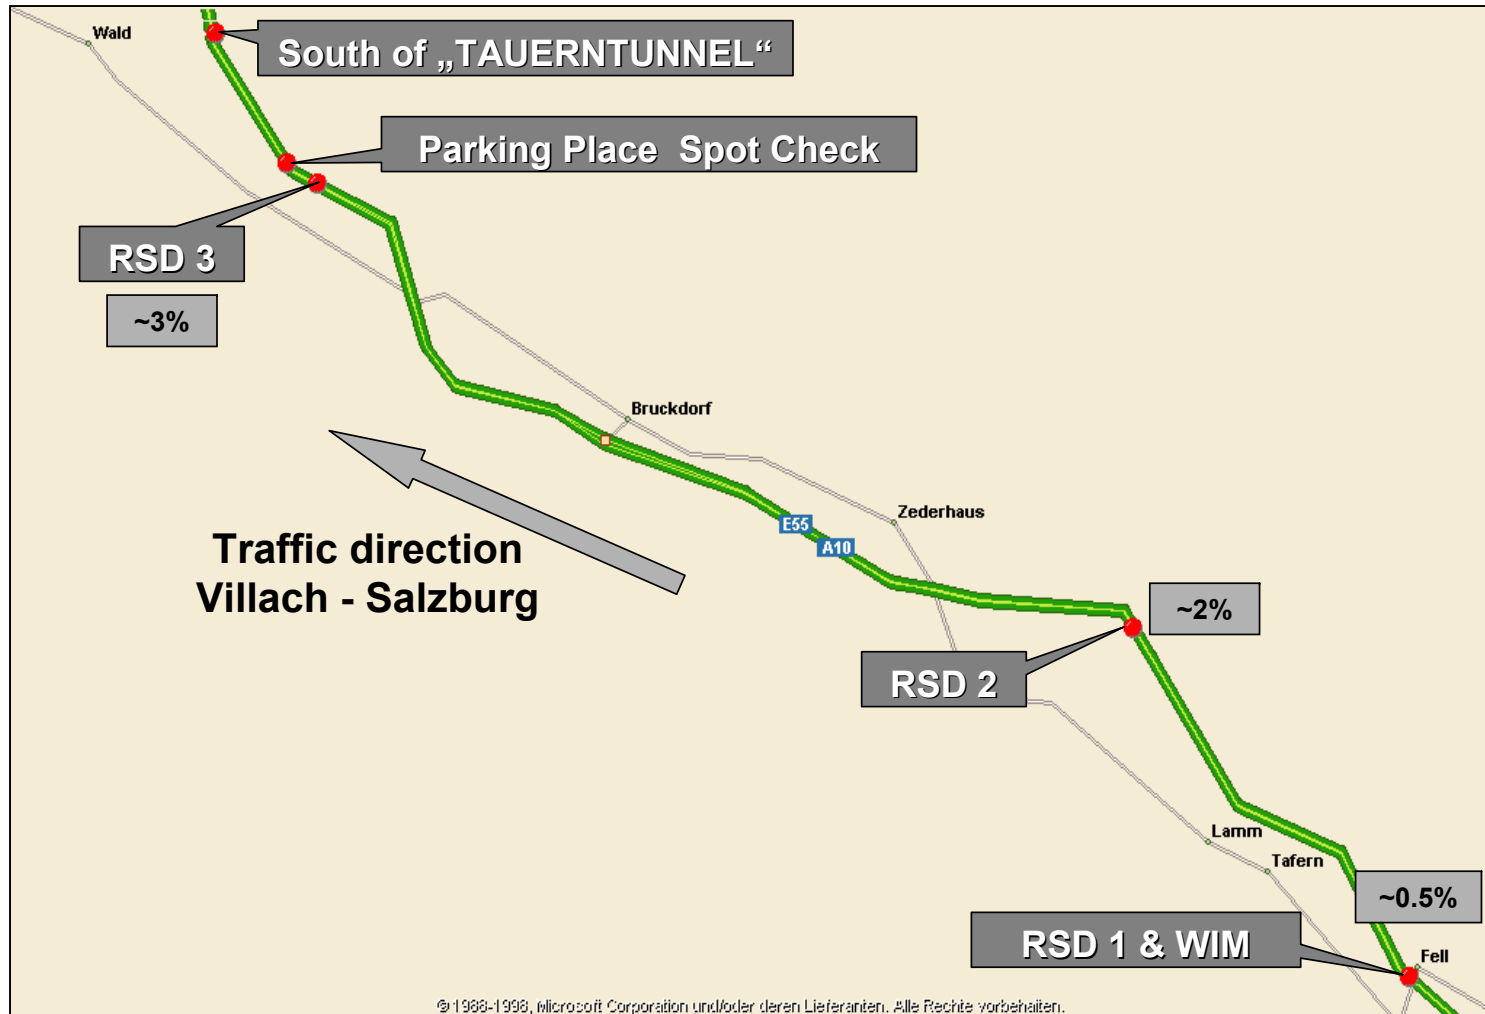 Wald
South of „TAUERNTUNNEL“
Parking Place Spot Check
RSD 3
~3%
Bruckdorf
Zederhaus
E55
A10
Traffic direction
Villach - Salzburg
~2%
RSD 2
Lamm
Tafern
~0.5%
RSD 1 & WIM
Fell
© 1988-1998, Microsoft Corporation und/oder deren Lieferanten. Alle Rechte vorbehalten.